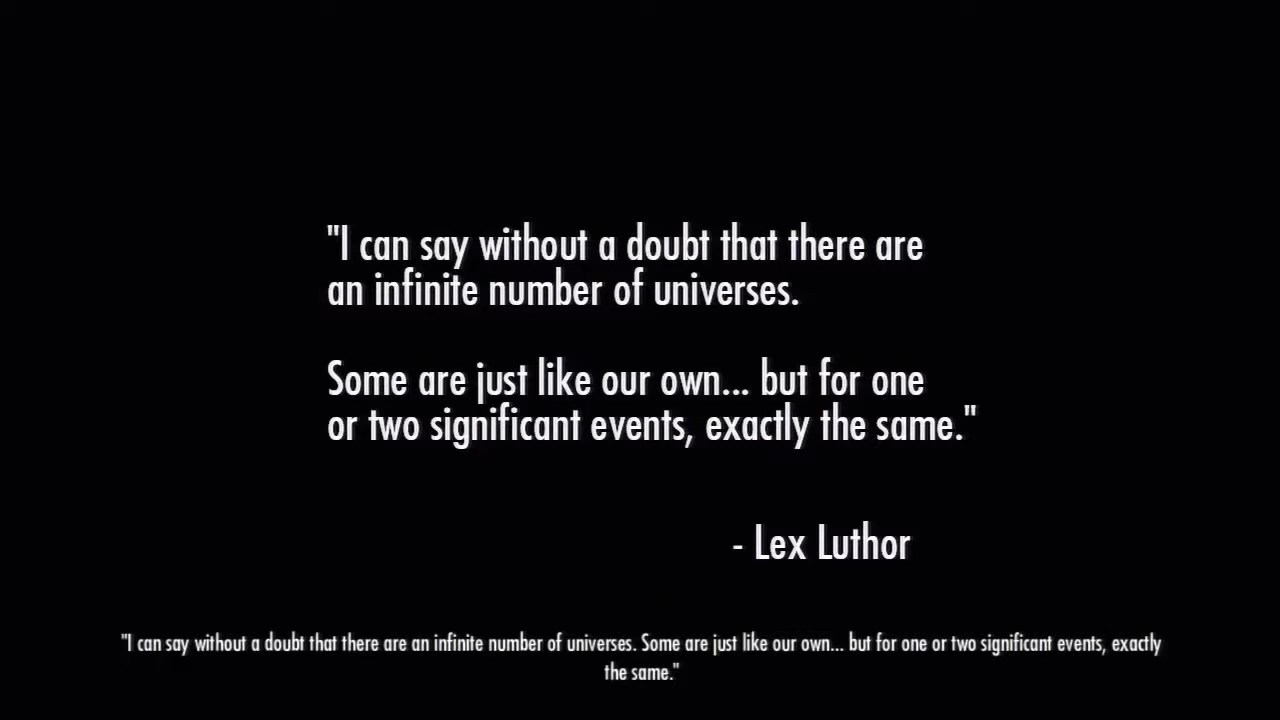 "I can say without a doubt that there are
an infinite number of universes.
Some are just like our own... but for one
or two significant events, exactly the same."
- Lex Luthor
"I can say without a doubt that there are an infinite number of universes. Some are just like our own... but for one or two significant events, exactly
the same."